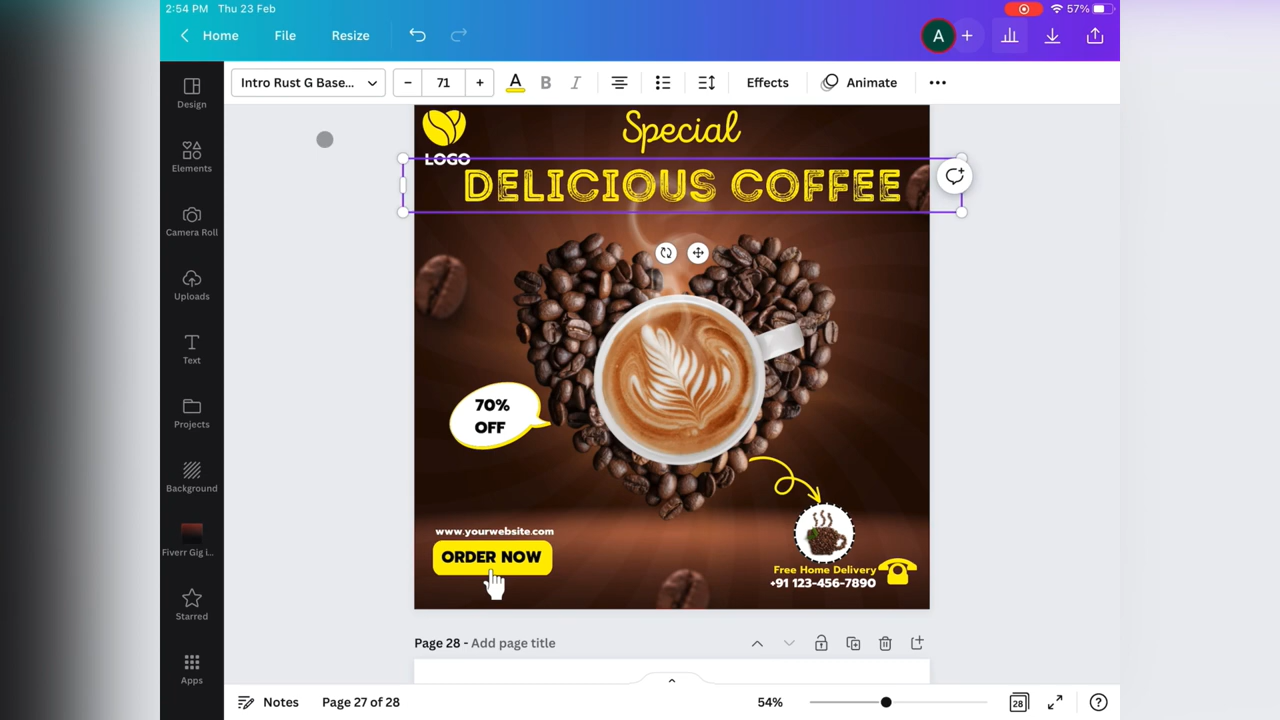 2:54 PM Thu 23 Feb
57%
Home
File
Resize
A
Intro Rust G Base...
71
A
B
I
Effects
Animate
Design
Elements
Camera Roll
Uploads
Text
Projects
Background
Fiverr Gig i...
Starred
Apps
LOGO
Special
DELICIOUS COFFEE
70%
OFF
www.yourwebsite.com
ORDER NOW
Free Home Delivery
+91 123-456-7890
Page 28 - Add page title
Notes
Page 27 of 28
54%
28
?